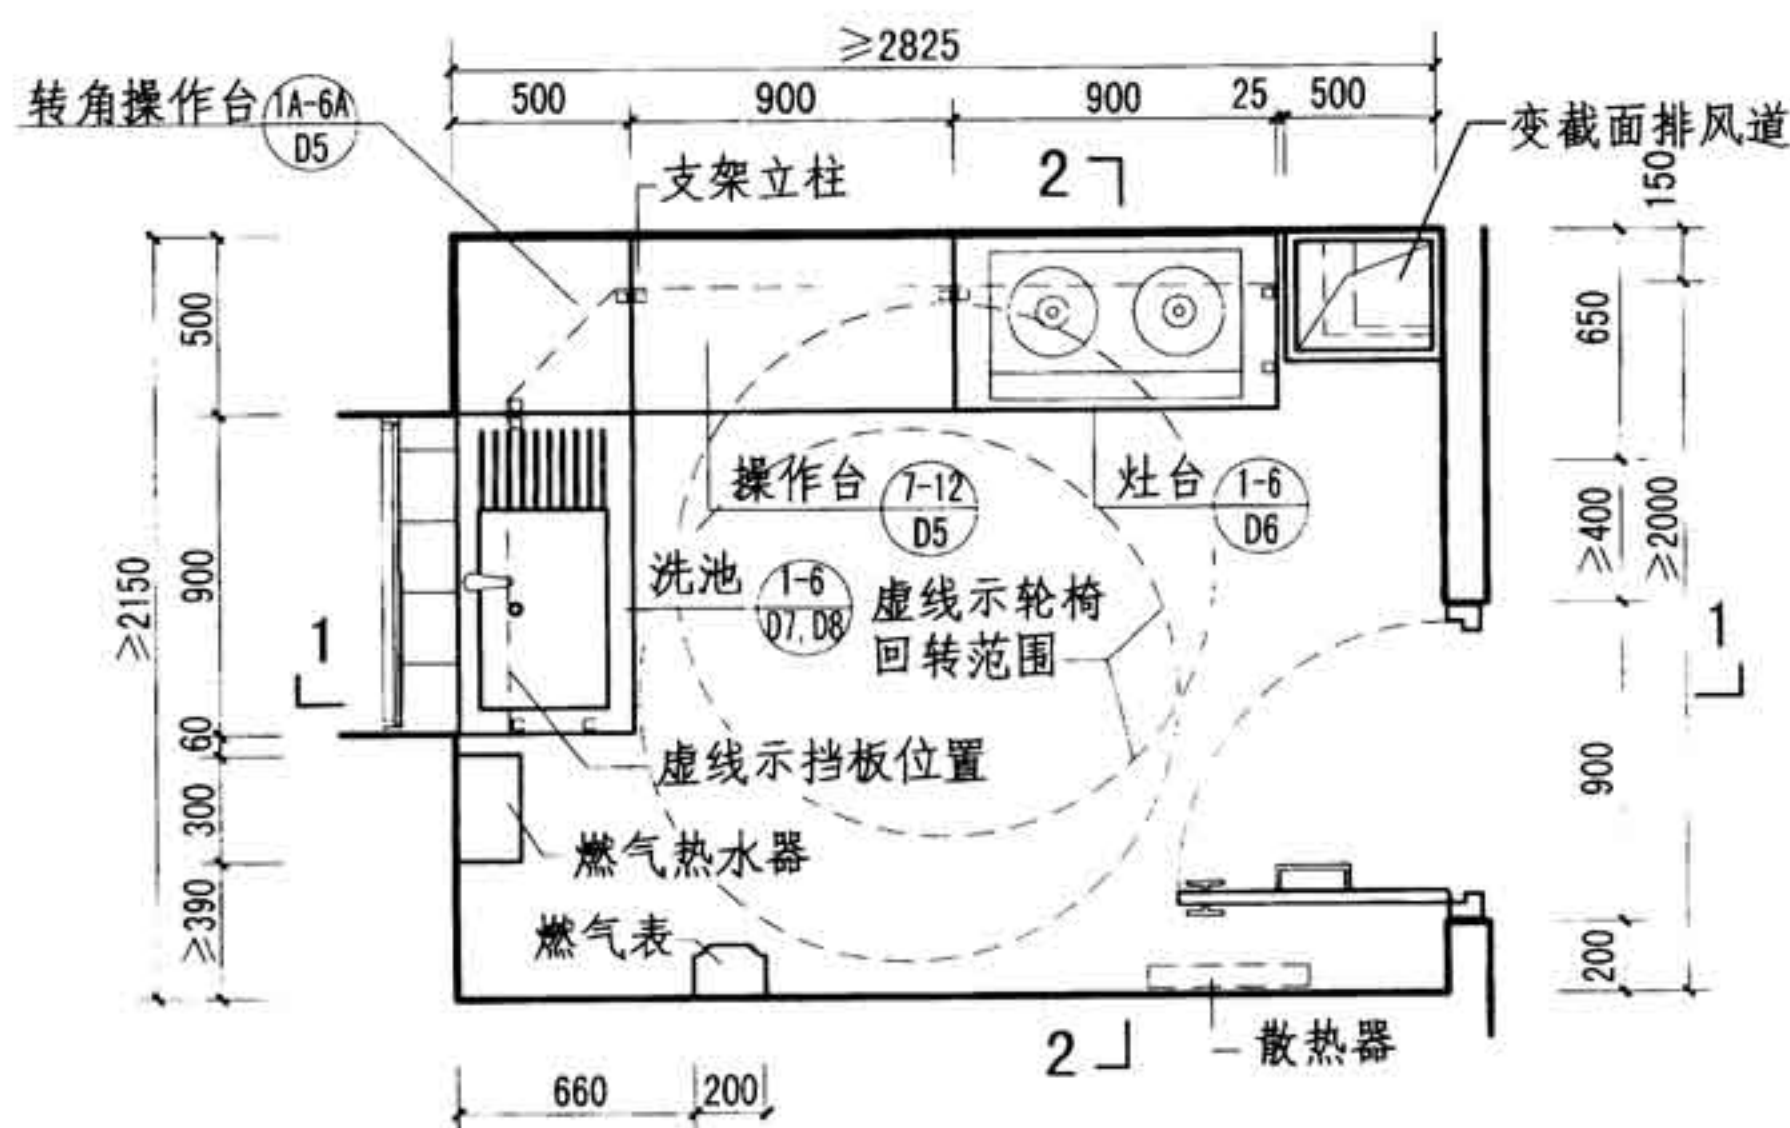 ≥2825
500 900 900 25 500
转角操作台 1A-6A
D5
变截面排风道
支架立柱
2
150
500
650
操作台 7-12
D5
灶台 1-6
D6
≥400
≥2000
≥2150
900
洗池 1-6
D7, D8
虚线示轮椅
回转范围
1
1
60
虚线示挡板位置
900
300
燃气热水器
≥390
燃气表
200
2
散热器
660 200